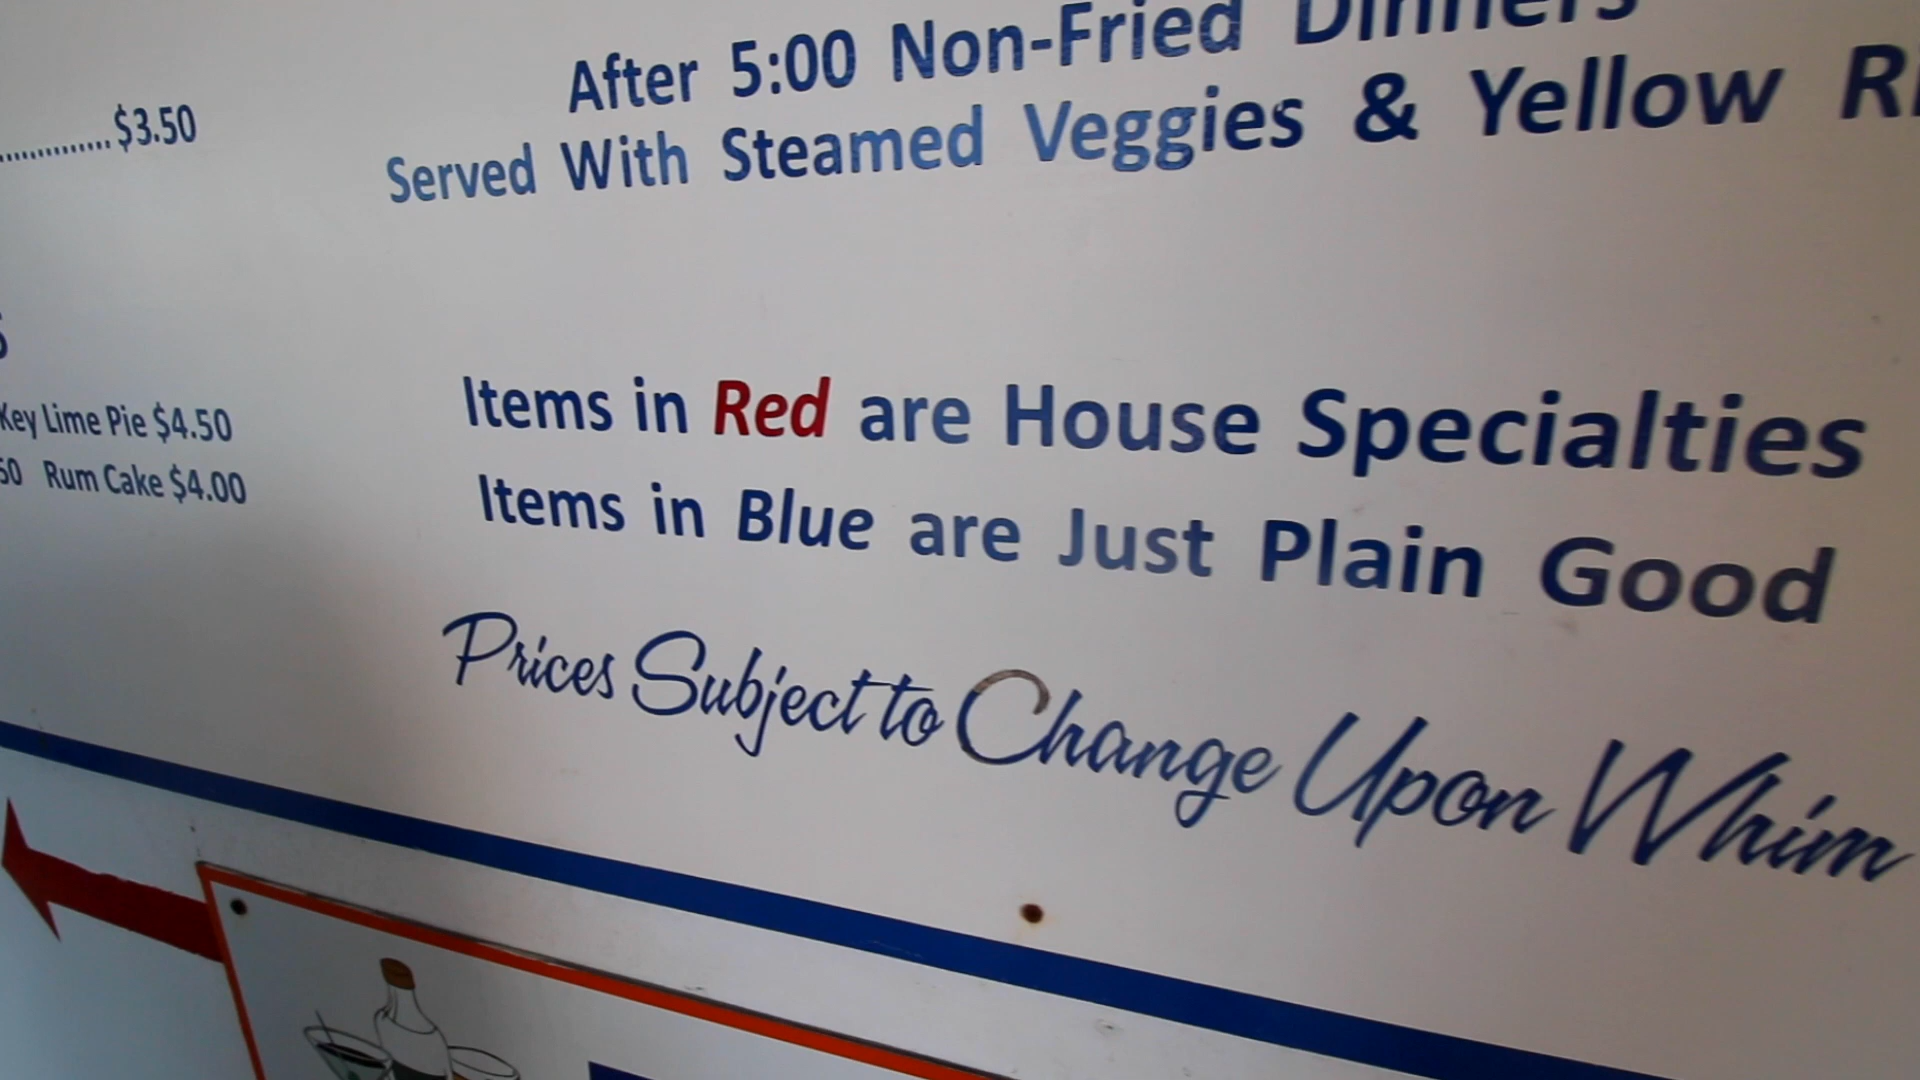 ..............$3.50
Key Lime Pie $4.50
50 Rum Cake $4.00
After 5:00 Non-Fried Dinners
Served With Steamed Veggies & Yellow
Items in Red are House Specialties
Items in Blue are Just Plain Good
Prices Subject to Change Upon Whim